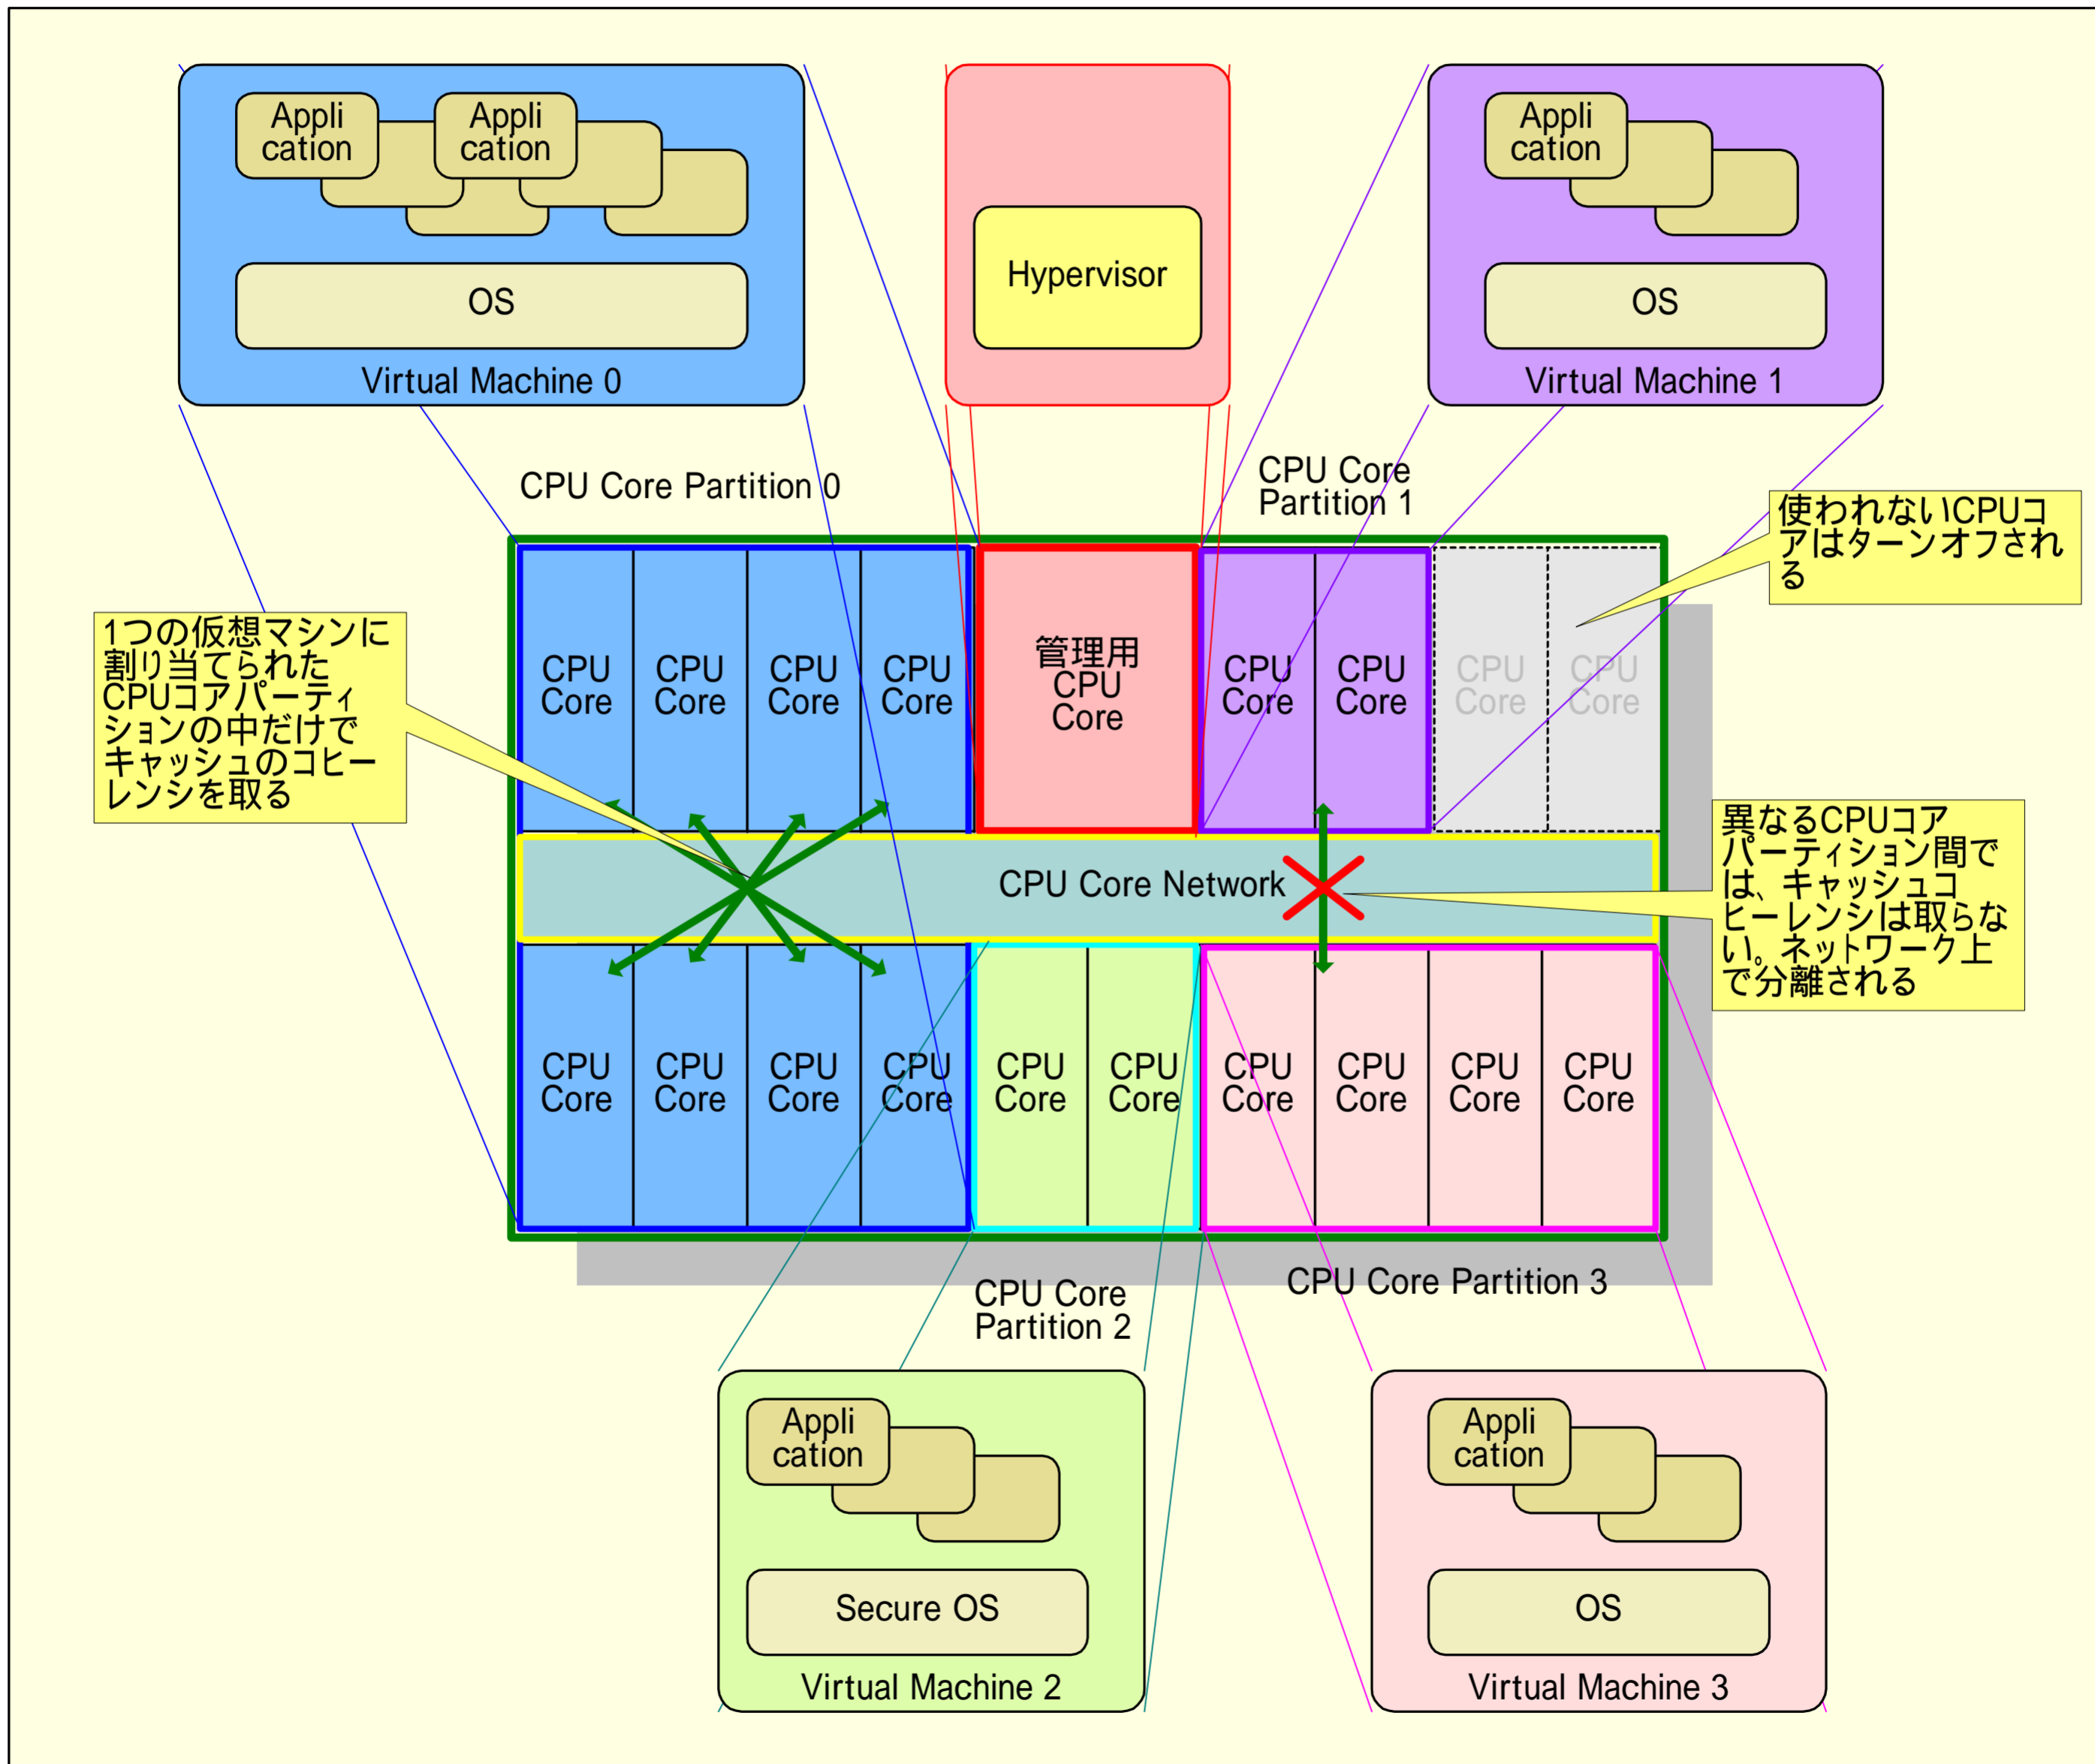 Appli
cation
Appli
cation
OS
Virtual Machine 0
Hypervisor
Appli
cation
OS
Virtual Machine 1
CPU Core Partition 0
CPU Core
Partition 1
使われないCPUコ
アはターンオフされ
る
1つの仮想マシンに
割り当てられた
CPUコアパーティ
ションの中だけで
キャッシュのコヒー
レンシを取る
CPU
Core
CPU
Core
CPU
Core
CPU
Core
管理用
CPU
Core
CPU
Core
CPU
Core
CPU
Core
CPU
Core
CPU Core Network
異なるCPUコア
パーティション間で
は、キャッシュコ
ヒーレンシは取らな
い。ネットワーク上
で分離される
CPU
Core
CPU
Core
CPU
Core
CPU
Core
CPU
Core
CPU
Core
CPU
Core
CPU
Core
CPU
Core
CPU
Core
CPU Core
Partition 2
CPU Core Partition 3
Appli
cation
Secure OS
Virtual Machine 2
Appli
cation
OS
Virtual Machine 3